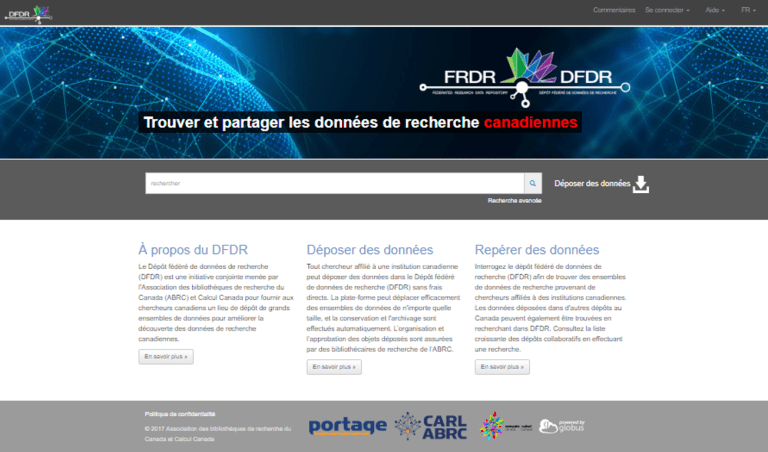 DFDR
Commentaires Se connecter Aide FR
FRDR DFDR
FEDERATED RESEARCH DATA REPOSITORY DÉPÔT FÉDÉRÉ DE DONNÉES DE RECHERCHE
Trouver et partager les données de recherche canadiennes
rechercher
Déposer des données
Recherche avancée
À propos du DFDR
Le Dépôt fédéré de données de recherche
(DFDR) est une initiative conjointe menée par
l'Association des bibliothèques de recherche du
Canada (ABRC) et Calcul Canada pour fournir aux
chercheurs canadiens un lieu de dépôt de grands
ensembles de données pour améliorer la
découverte des données de recherche
canadiennes.
En savoir plus »
Déposer des données
Tout chercheur affilié à une institution canadienne
peut déposer des données dans le Dépôt fédéré
de données de recherche (DFDR) sans frais
directs. La plate-forme peut déplacer efficacement
des ensembles de données de n'importe quelle
taille, et la conservation et l'archivage sont
effectués automatiquement. L'organisation et
l'approbation des objets déposés sont assurées
par des bibliothécaires de recherche de l'ABRC.
En savoir plus »
Repérer des données
Interrogez le dépôt fédéré de données de
recherche (DFDR) afin de trouver des ensembles
de données de recherche provenant de
chercheurs affiliés à des institutions canadiennes.
Les données déposées dans d'autres dépôts au
Canada peuvent également être trouvées en
recherchant dans DFDR. Consultez la liste
croissante des dépôts collaboratifs en effectuant
une recherche.
En savoir plus »
Politique de confidentialité
© 2017 Association des bibliothèques de recherche du
Canada et Calcul Canada
portage
CARL
ABRC
compute calcul
canada canada
powered by
globus